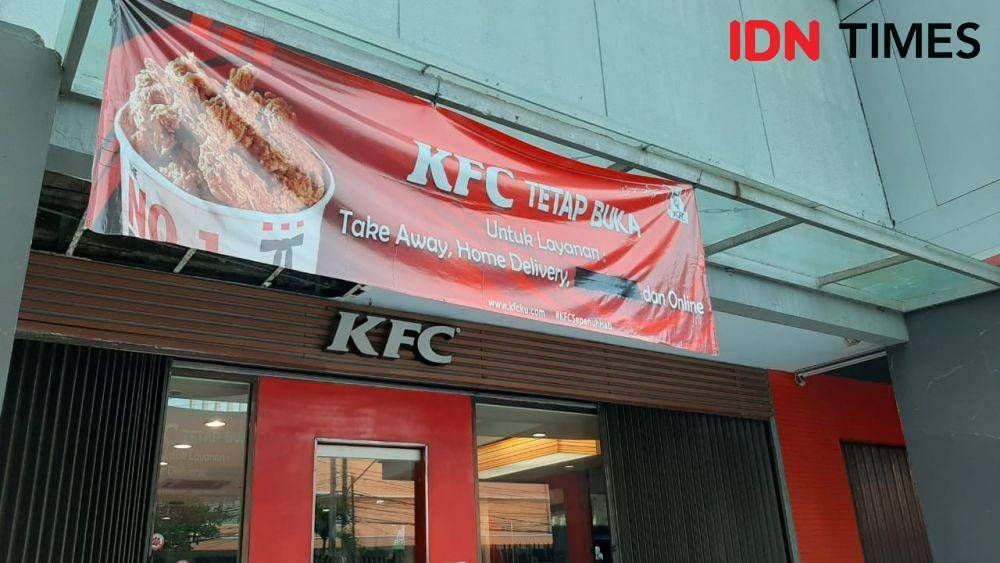 IDN TIMES
KFC TETAP BUKA
Untuk Layanan :
Take Away, Home Delivery, dan Online
www.kfcku.com #KFCSepenuhHati
NO.1
KFC
KFC